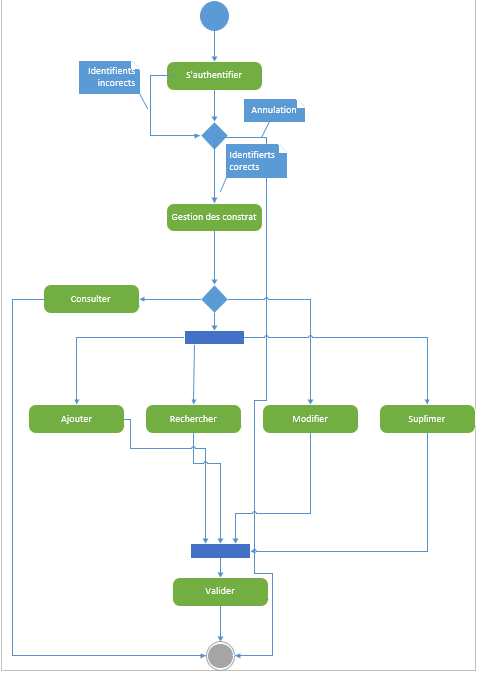 Identifients
incorects
S'authentifier
Annulation
Identifierts
corects
Gestion des constrat
Consulter
Ajouter
Rechercher
Modifier
Suplimer
Valider